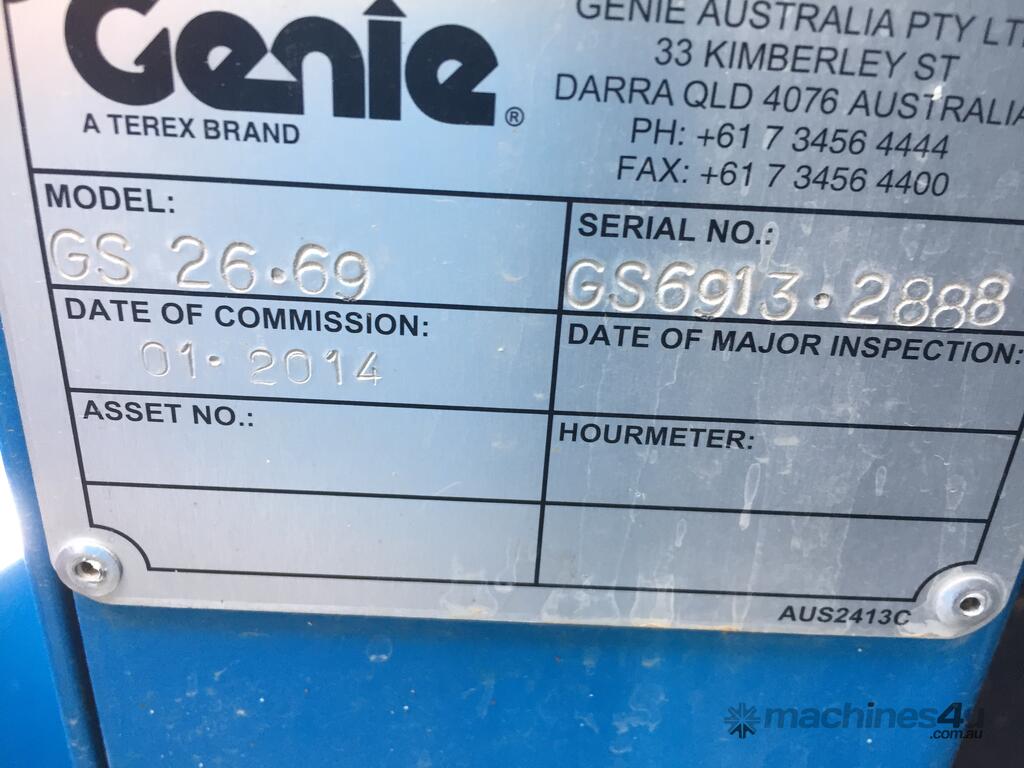 Genie®
A TEREX BRAND
GENIE AUSTRALIA PTY LT
33 KIMBERLEY ST
DARRA QLD 4076 AUSTRALIA
PH: +61 7 3456 4444
FAX: +61 7 3456 4400
MODEL:
GS 26.69
SERIAL NO.:
GS6913.2888
DATE OF COMMISSION:
01. 2014
DATE OF MAJOR INSPECTION:
ASSET NO.:
HOURMETER:
AUS2413C
machines4u
.com.au